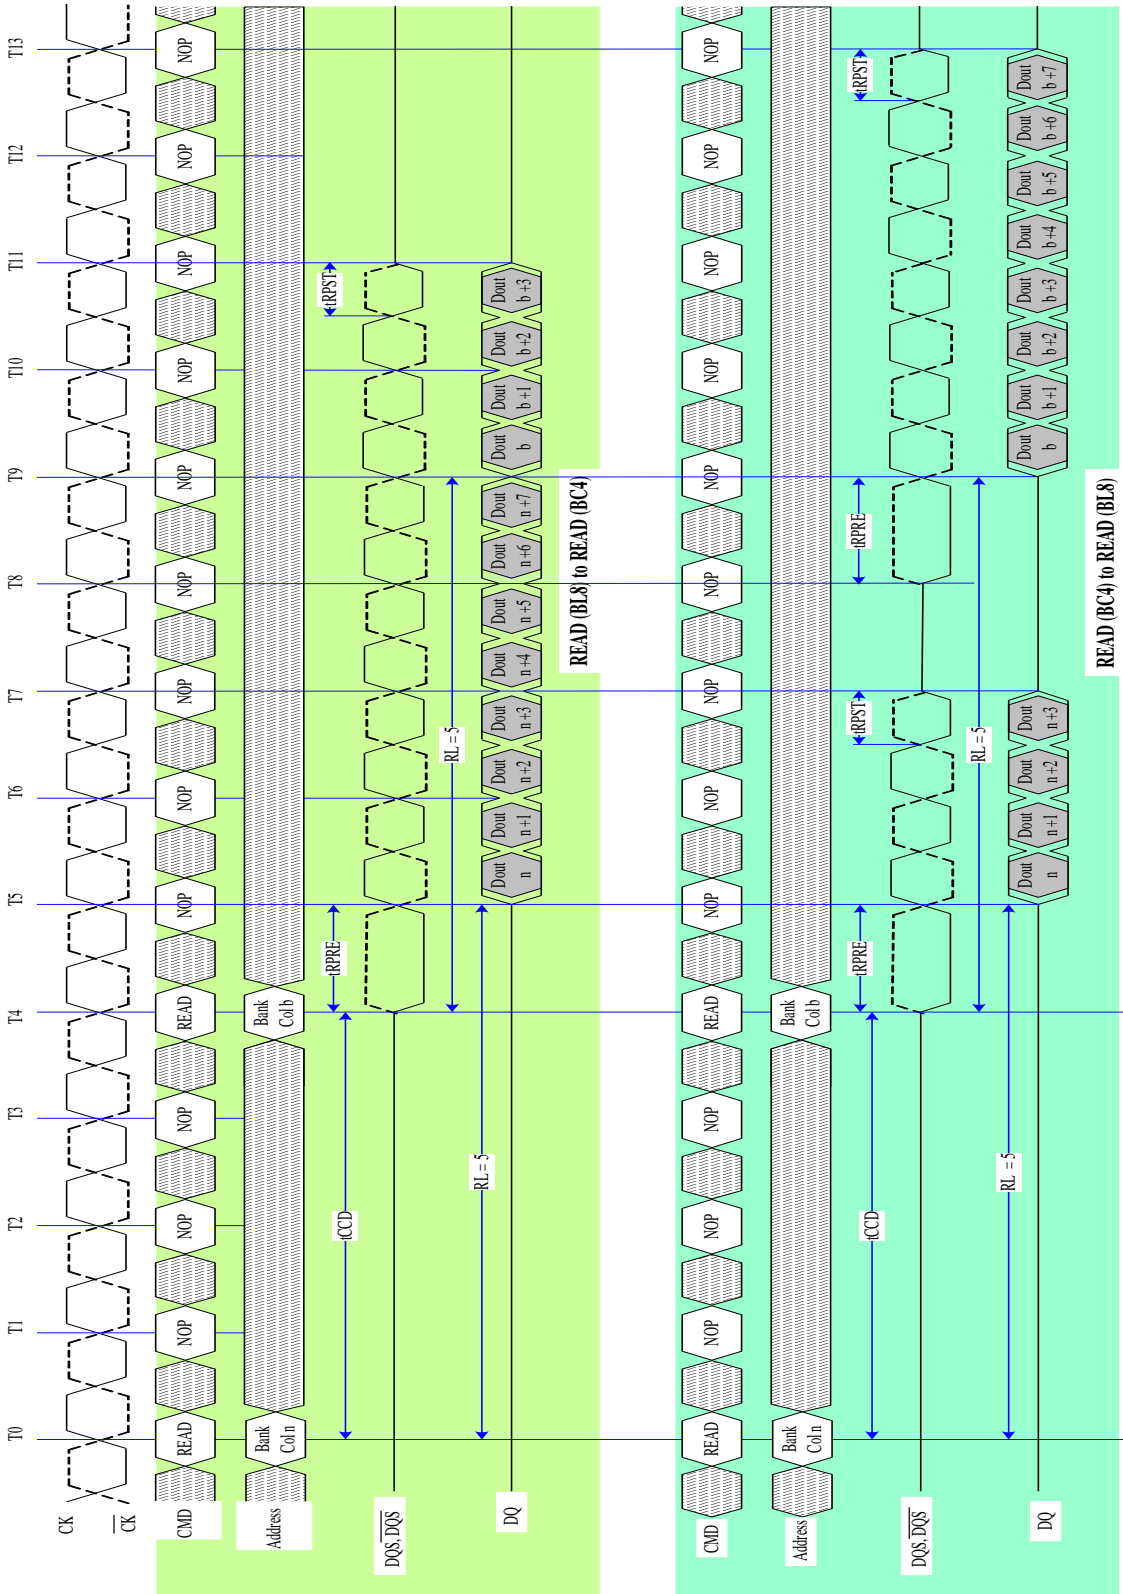 T0 T1 T2 T3 T4 T5 T6 T7 T8 T9 T10 T11 T12 T13
CK
CK
CMD READ NOP NOP NOP READ NOP NOP NOP NOP NOP NOP NOP NOP NOP
Address Bank Col n Bank Col b
tRPST
tRPRE
DQS, DQS
tCCD
RL = 5
RL = 5
DQ Dout n Dout n+1 Dout n+2 Dout n+3 Dout n+4 Dout n+5 Dout n+6 Dout n+7 Dout b Dout b+1 Dout b+2 Dout b+3
READ (BL8) to READ (BC4)
CMD READ NOP NOP NOP READ NOP NOP NOP NOP NOP NOP NOP NOP NOP
Address Bank Col n Bank Col b
tCCD tRPRE tRPST tRPRE tRPST
DQS, DQS
RL = 5
RL = 5
DQ Dout n Dout n+1 Dout n+2 Dout n+3 Dout b Dout b+1 Dout b+2 Dout b+3 Dout b+4 Dout b+5 Dout b+6 Dout b+7
READ (BC4) to READ (BL8)